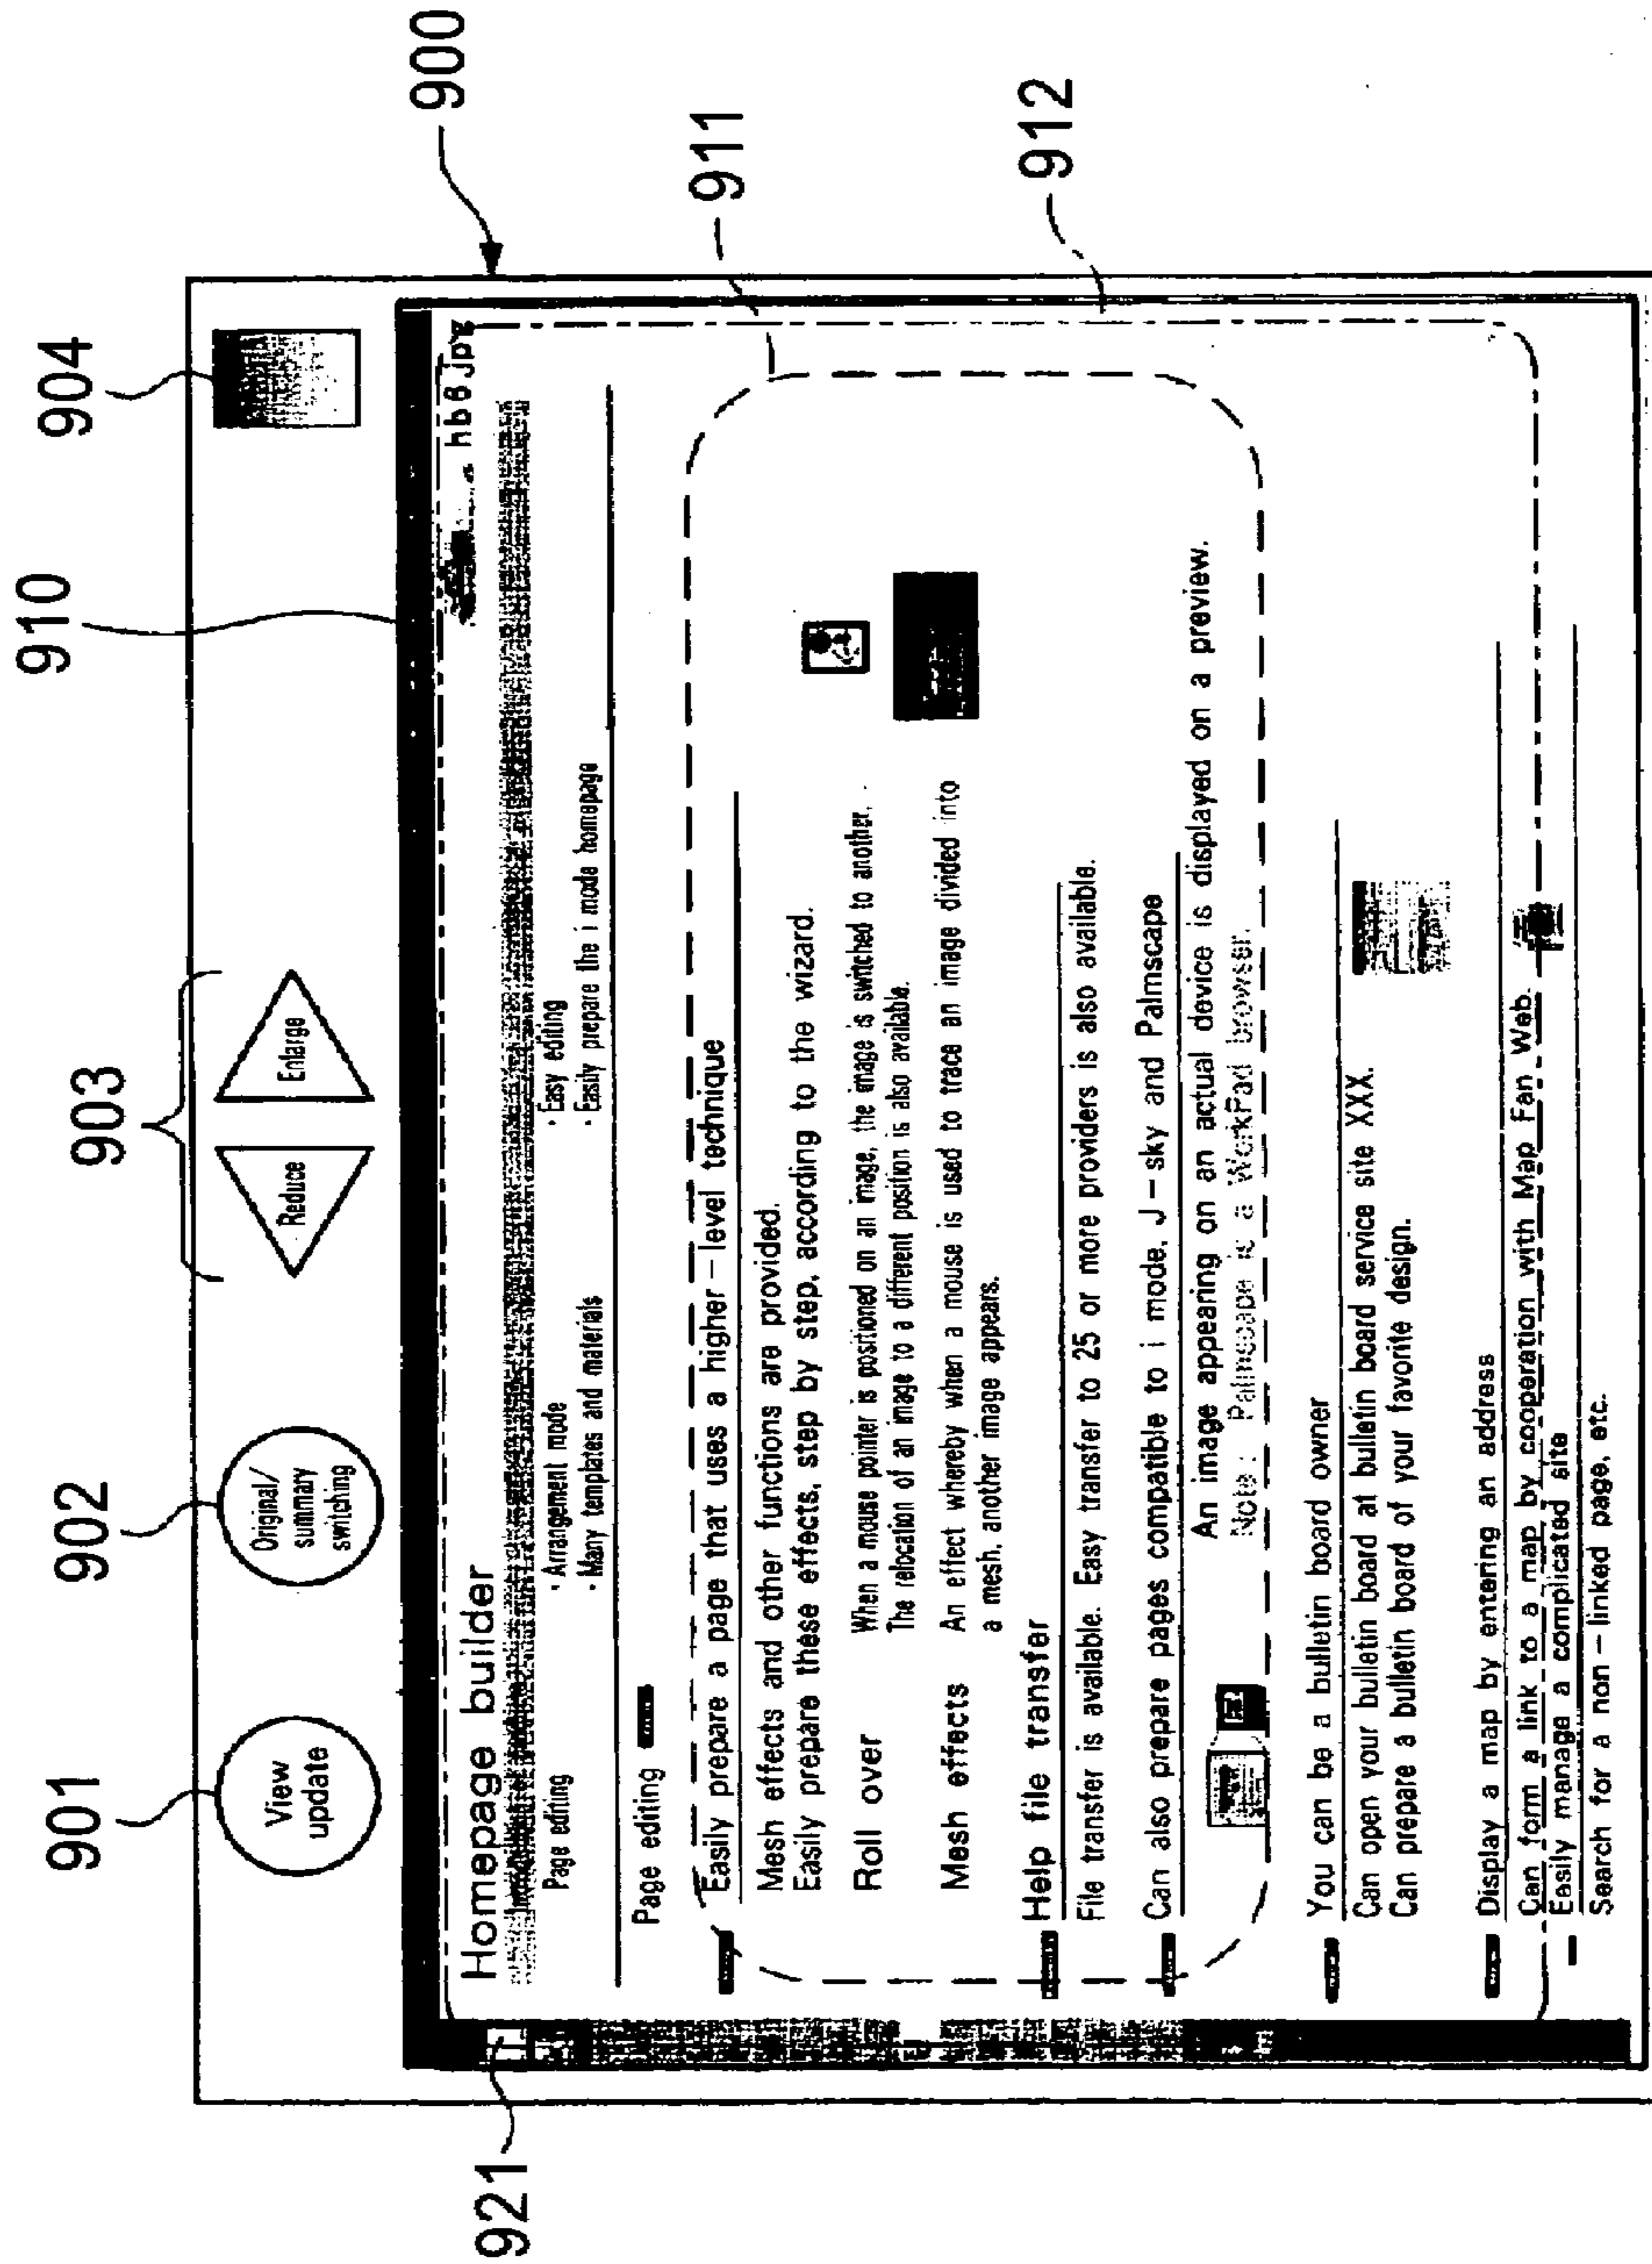 901
902
903
904
910
900
911
912
921
View
update
Original/
summary
switching
Reduce
Enlarge
hb6.jpg
Homepage builder
Page editing
· Arrangement mode
· Many templates and materials
· Easy editing
· Easily prepare the i mode homepage
Page editing
Easily prepare a page that uses a higher-level technique
Mesh effects and other functions are provided.
Easily prepare these effects, step by step, according to the wizard.
Roll over
When a mouse pointer is positioned on an image, the image is switched to another.
The relocation of an image to a different position is also available.
Mesh effects
An effect whereby when a mouse is used to trace an image divided into
a mesh, another image appears.
Help file transfer
File transfer is available. Easy transfer to 25 or more providers is also available.
Can also prepare pages compatible to i mode, J-sky and Palmscape
An image appearing on an actual device is displayed on a preview.
Note: Palmscape is a WorkPad browser.
You can be a bulletin board owner
Can open your bulletin board at bulletin board service site XXX.
Can prepare a bulletin board of your favorite design.
Display a map by entering an address
Can form a link to a map by cooperation with Map Fan Web.
Easily manage a complicated site
Search for a non-linked page, etc.